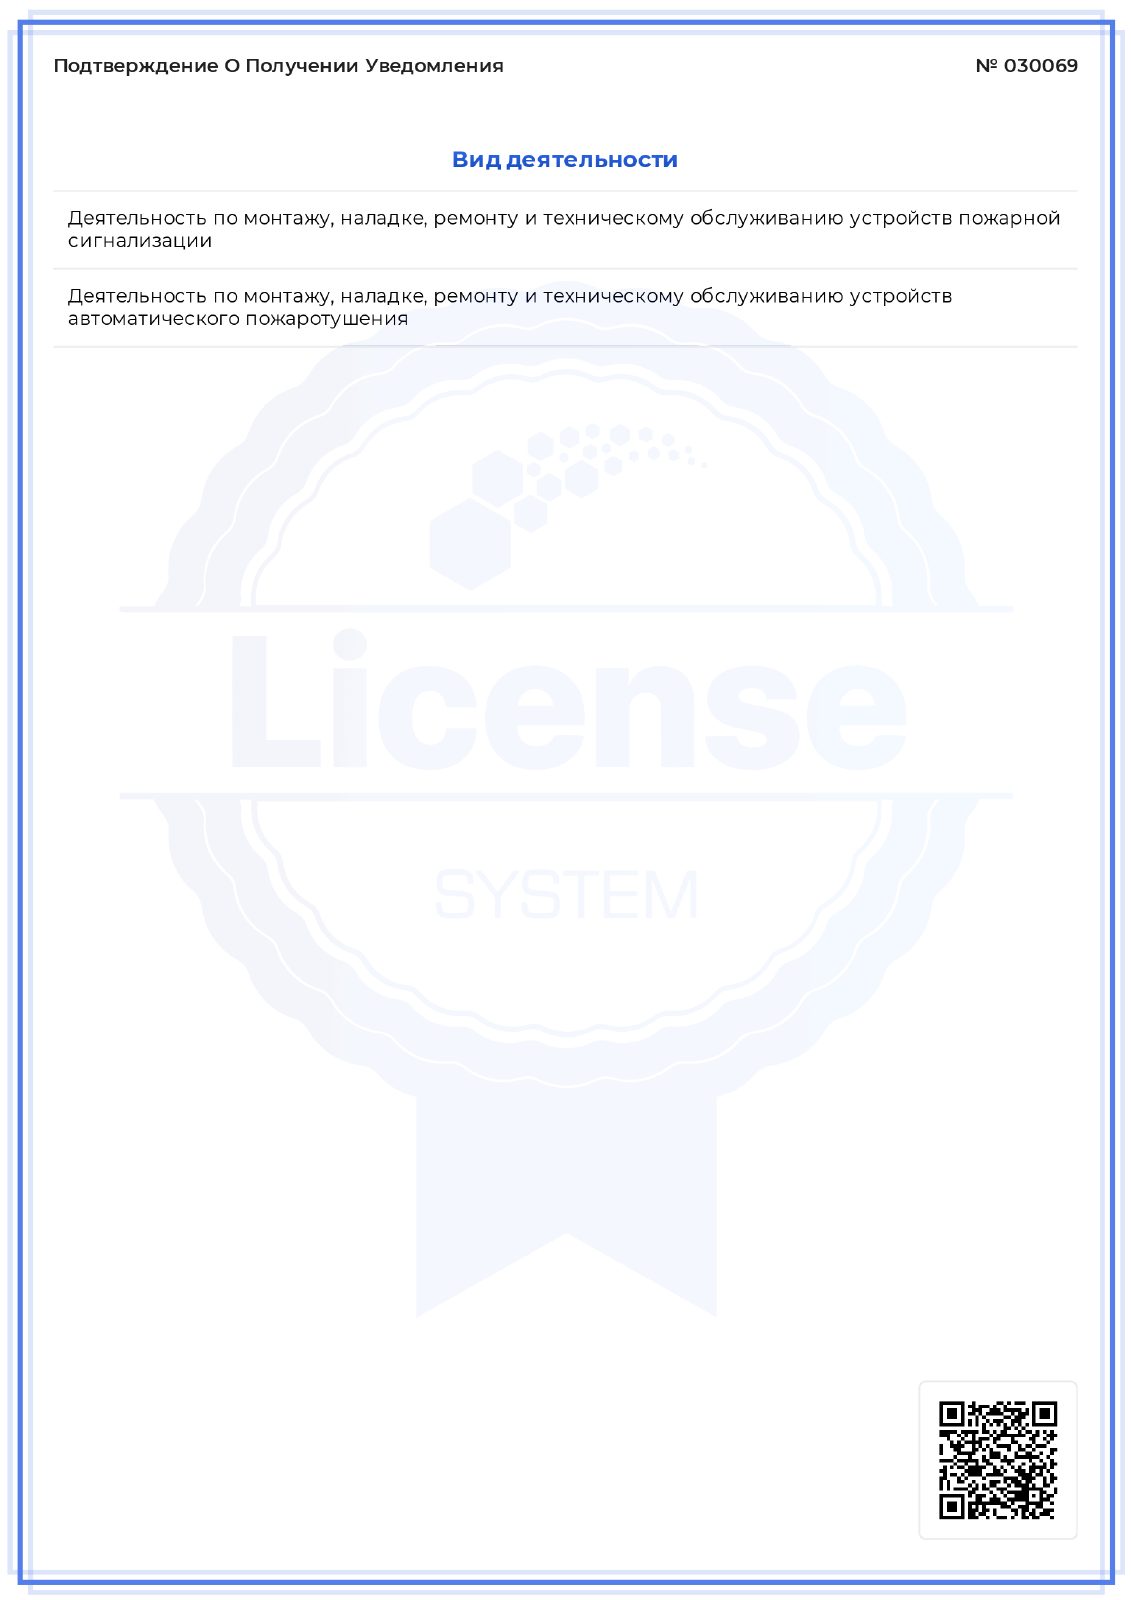 Подтверждение О Получении Уведомления
№ 030069
Вид деятельности
Деятельность по монтажу, наладке, ремонту и техническому обслуживанию устройств пожарной
сигнализации
Деятельность по монтажу, наладке, ремонту и техническому обслуживанию устройств
автоматического пожаротушения
License
SYSTEM